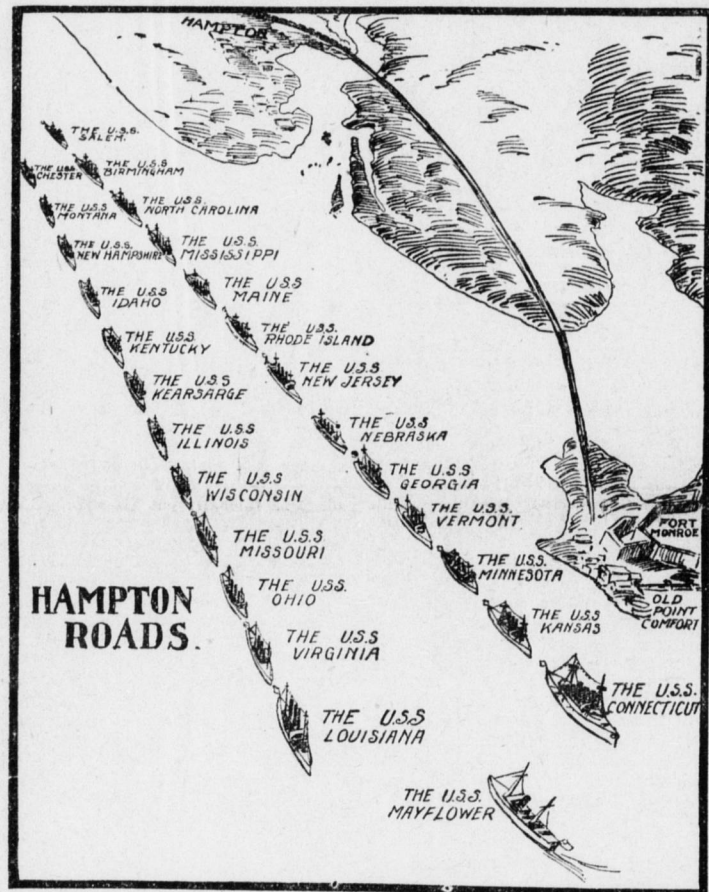 HAMPTON
THE U.S.S.
SALEM.
THE U.S.S
CHESTER
THE U.S.S
BIRMINGHAM
THE U.S.S
MONTANA
THE U.S.S.
NORTH CAROLINA
THE U.S.S.
NEW HAMPSHIRE
THE U.S.S.
MISSISSIPPI
THE U.S.S
IDAHO
THE U.S.S
MAINE
THE U.S.S.
KENTUCKY
THE U.S.S.
RHODE ISLAND
THE U.S.S
KEARSARGE
THE U.S.S
NEW JERSEY
THE U.S.S
ILLINOIS
THE U.S.S
NEBRASKA
THE U.S.S
WISCONSIN
THE U.S.S.
GEORGIA
THE U.S.S
MISSOURI
THE U.S.S.
VERMONT
FORT
MONROE
THE U.S.S.
OHIO
THE U.S.S.
MINNESOTA
HAMPTON
ROADS.
THE U.S.S
VIRGINIA
THE U.S.S
KANSAS
OLD
POINT
COMFORT
THE U.S.S
LOUISIANA
THE U.S.S.
CONNECTICUT
THE U.S.S.
MAYFLOWER